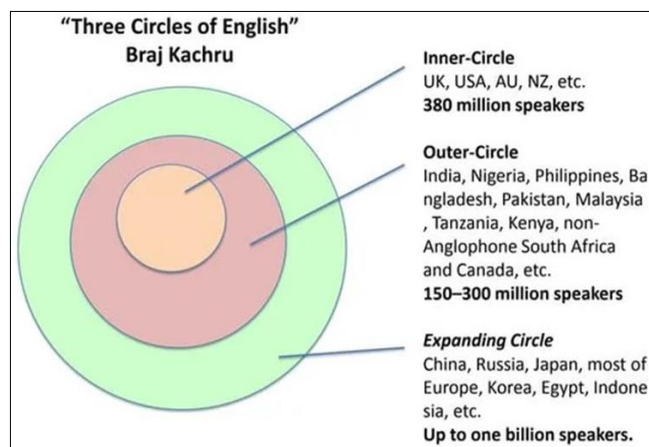 “Three Circles of English”
Braj Kachru
Inner-Circle
UK, USA, AU, NZ, etc.
380 million speakers
Outer-Circle
India, Nigeria, Philippines, Ba
ngladesh, Pakistan, Malaysia
, Tanzania, Kenya, non-
Anglophone South Africa
and Canada, etc.
150–300 million speakers
Expanding Circle
China, Russia, Japan, most of
Europe, Korea, Egypt, Indone
sia, etc.
Up to one billion speakers.